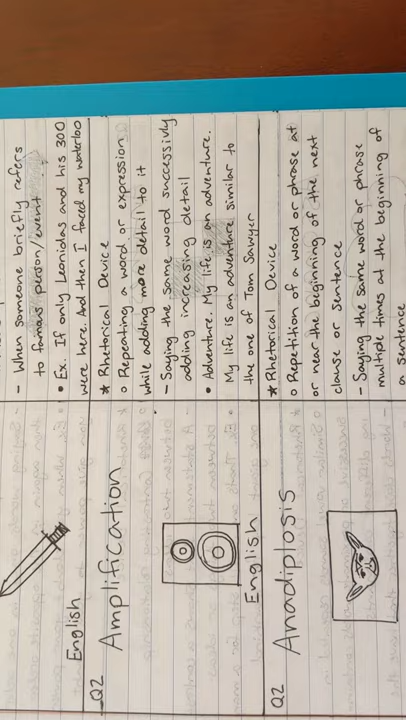 - When someone briefly refers
to famous person/event
• Ex. If only Leonidas and his 300
were here. And then I faced my waterloo
English
Q2
Amplification
English
* Rhetorical Device
o Repeating a word or expression
while adding more detail to it
- Saying the same word successivly
adding increasing detail
• Adventure. My life is an adventure.
My life is an adventure similar to
the one of Tom Sawyer
Q2
Anadiplosis
* Rhetorical Device
o Repetition of a word or phrase at
or near the beginning of the next
clause or sentence
- Saying the same word or phrase
multiple times at the beginning of
a sentence